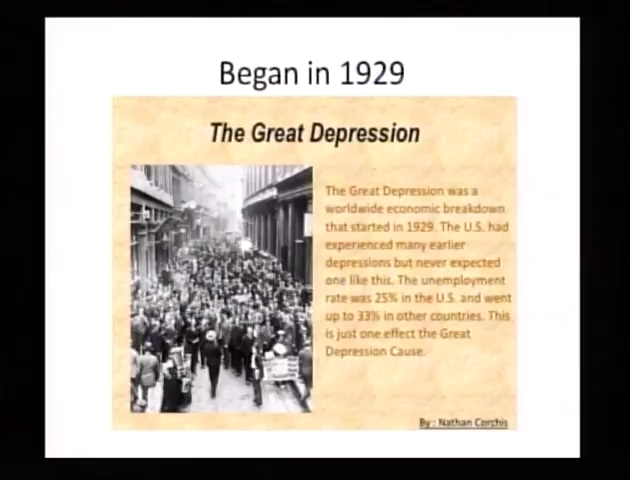 Began in 1929
The Great Depression
The Great Depression was a
worldwide economic breakdown
that started in 1929. The U.S. had
experienced many earlier
depressions but never expected
one like this. The unemployment
rate was 25% in the U.S. and went
up to 33% in other countries. This
is just one effect the Great
Depression Cause.
By : Nathan Corchis